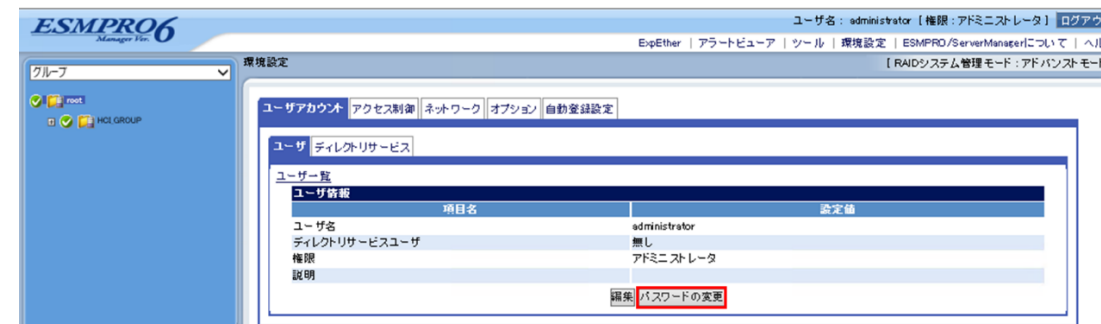 ESMPRO6
Manager Ver.
ユーザ名 : administrator [ 権限 : アドミニストレータ ] ログアウ
ExpEther | アラートビューア | ツール | 環境設定 | ESMPRO/ServerManagerについて | ヘル
グループ
環境設定
[ RAIDシステム管理モード : アドバンストモード
root
HCI GROUP
ユーザアカウント アクセス制御 ネットワーク オプション 自動登録設定
ユーザ ディレクトリサービス
ユーザ一覧
ユーザ情報
項目名 設定値
ユーザ名 administrator
ディレクトリサービスユーザ 無し
権限 アドミニストレータ
説明
編集 パスワードの変更